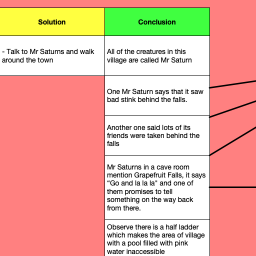 Solution
Conclusion
- Talk to Mr Saturns and walk
around the town
All of the creatures in this
village are called Mr Saturn
One Mr Saturn says that it saw
bad stink behind the falls.
Another one said lots of its
friends were taken behind the
falls
Mr Saturns in a cave room
mention Grapefruit Falls, it says
"Go and la la la" and one of
them promises to tell
something on the way back
from there.
Observe there is a half ladder
which makes the area of village
with a pool filled with pink
water inaccessible